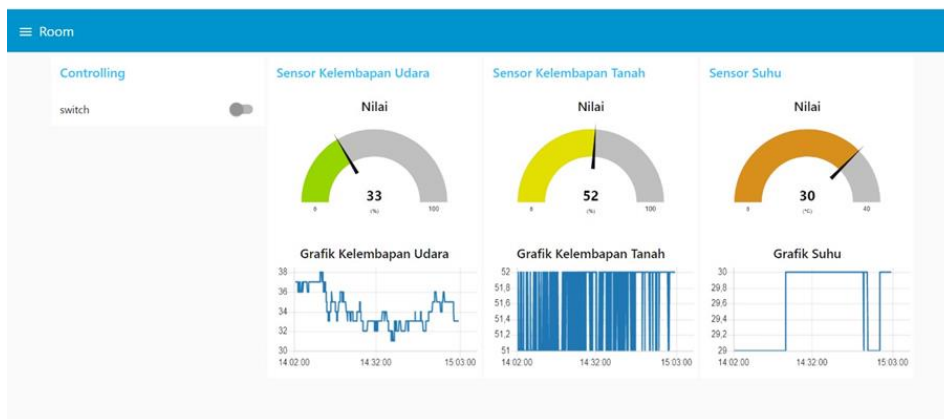 Room
Controlling
switch
Sensor Kelembapan Udara
Nilai
33
(%)
0
100
Grafik Kelembapan Udara
38
36
34
32
30
14:02:00
14:32:00
15:03:00
Sensor Kelembapan Tanah
Nilai
52
(%)
0
100
Grafik Kelembapan Tanah
52
51,8
51,6
51,4
51,2
51
14:02:00
14:32:00
15:03:00
Sensor Suhu
Nilai
30
(°C)
0
40
Grafik Suhu
30
29,8
29,6
29,4
29,2
29
14:02:00
14:32:00
15:03:00